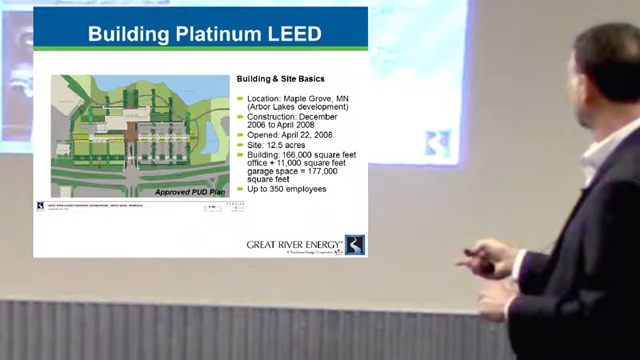 Building Platinum LEED
Building & Site Basics
Location: Maple Grove, MN
(Arbor Lakes development)
Construction: December
2006 to April 2008
Opened: April 22, 2008
Site: 12.5 acres
Building: 166,000 square feet
office + 11,000 square feet
garage space = 177,000
square feet
Up to 350 employees
Approved PUD Plan
GREAT RIVER ENERGY